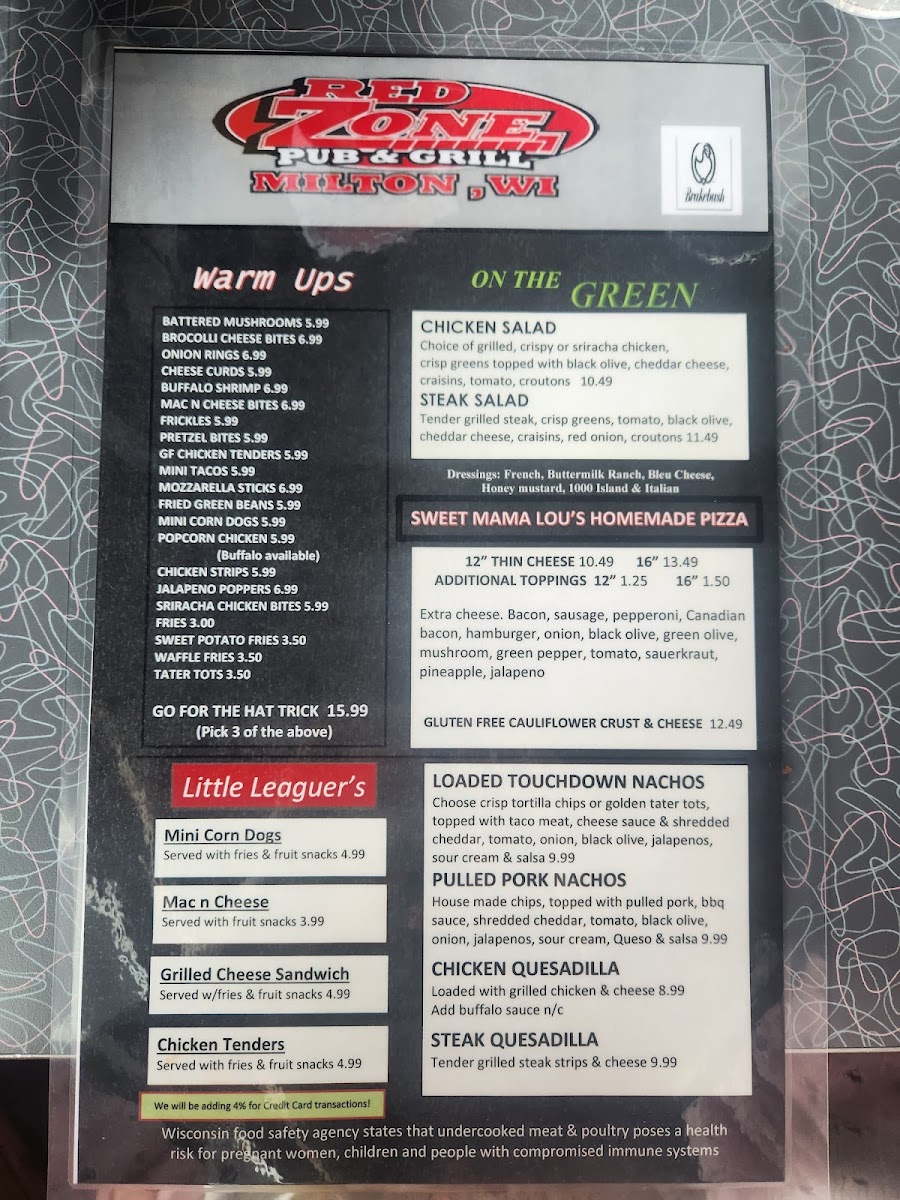 RED
ZONE
PUB & GRILL
MILTON , WI
Brakebush
Warm Ups
BATTERED MUSHROOMS 5.99
BROCOLLI CHEESE BITES 6.99
ONION RINGS 6.99
CHEESE CURDS 5.99
BUFFALO SHRIMP 6.99
MAC N CHEESE BITES 6.99
FRICKLES 5.99
PRETZEL BITES 5.99
GF CHICKEN TENDERS 5.99
MINI TACOS 5.99
MOZZARELLA STICKS 6.99
FRIED GREEN BEANS 5.99
MINI CORN DOGS 5.99
POPCORN CHICKEN 5.99
(Buffalo available)
CHICKEN STRIPS 5.99
JALAPENO POPPERS 6.99
SRIRACHA CHICKEN BITES 5.99
FRIES 3.00
SWEET POTATO FRIES 3.50
WAFFLE FRIES 3.50
TATER TOTS 3.50
GO FOR THE HAT TRICK 15.99
(Pick 3 of the above)
Little Leaguer's
Mini Corn Dogs
Served with fries & fruit snacks 4.99
Mac n Cheese
Served with fruit snacks 3.99
Grilled Cheese Sandwich
Served w/fries & fruit snacks 4.99
Chicken Tenders
Served with fries & fruit snacks 4.99
We will be adding 4% for Credit Card transactions!
ON THE GREEN
CHICKEN SALAD
Choice of grilled, crispy or sriracha chicken,
crisp greens topped with black olive, cheddar cheese,
craisins, tomato, croutons 10.49
STEAK SALAD
Tender grilled steak, crisp greens, tomato, black olive,
cheddar cheese, craisins, red onion, croutons 11.49
Dressings: French, Buttermilk Ranch, Bleu Cheese,
Honey mustard, 1000 Island & Italian
SWEET MAMA LOU'S HOMEMADE PIZZA
12" THIN CHEESE 10.49 16" 13.49
ADDITIONAL TOPPINGS 12" 1.25 16" 1.50
Extra cheese. Bacon, sausage, pepperoni, Canadian
bacon, hamburger, onion, black olive, green olive,
mushroom, green pepper, tomato, sauerkraut,
pineapple, jalapeno
GLUTEN FREE CAULIFLOWER CRUST & CHEESE 12.49
LOADED TOUCHDOWN NACHOS
Choose crisp tortilla chips or golden tater tots,
topped with taco meat, cheese sauce & shredded
cheddar, tomato, onion, black olive, jalapenos,
sour cream & salsa 9.99
PULLED PORK NACHOS
House made chips, topped with pulled pork, bbq
sauce, shredded cheddar, tomato, black olive,
onion, jalapenos, sour cream, Queso & salsa 9.99
CHICKEN QUESADILLA
Loaded with grilled chicken & cheese 8.99
Add buffalo sauce n/c
STEAK QUESADILLA
Tender grilled steak strips & cheese 9.99
Wisconsin food safety agency states that undercooked meat & poultry poses a health
risk for pregnant women, children and people with compromised immune systems